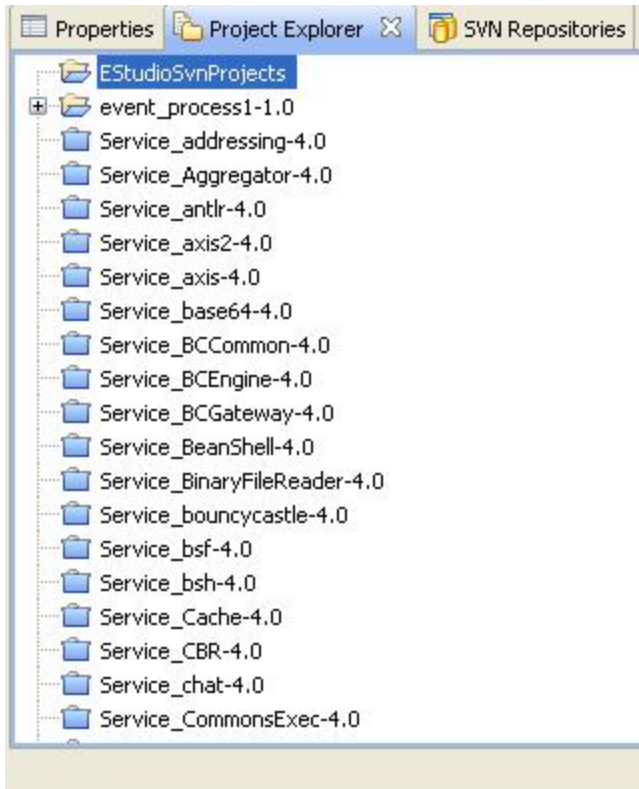 Properties Project Explorer SVN Repositories
EStudioSvnProjects
event_process1-1.0
Service_addressing-4.0
Service_Aggregator-4.0
Service_antlr-4.0
Service_axis2-4.0
Service_axis-4.0
Service_base64-4.0
Service_BCCommon-4.0
Service_BCEngine-4.0
Service_BCGateway-4.0
Service_BeanShell-4.0
Service_BinaryFileReader-4.0
Service_bouncycastle-4.0
Service_bsf-4.0
Service_bsh-4.0
Service_Cache-4.0
Service_CBR-4.0
Service_chat-4.0
Service_CommonsExec-4.0